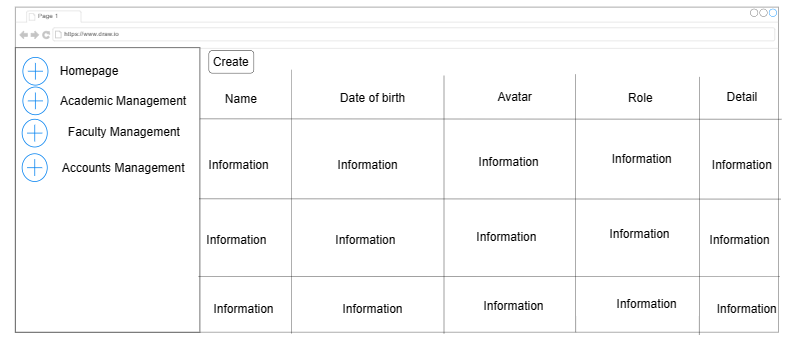 Page 1
https://www.draw.io
Homepage
Academic Management
Faculty Management
Accounts Management
Create
Name Date of birth Avatar Role Detail
Information Information Information Information Information
Information Information Information Information Information
Information Information Information Information Information